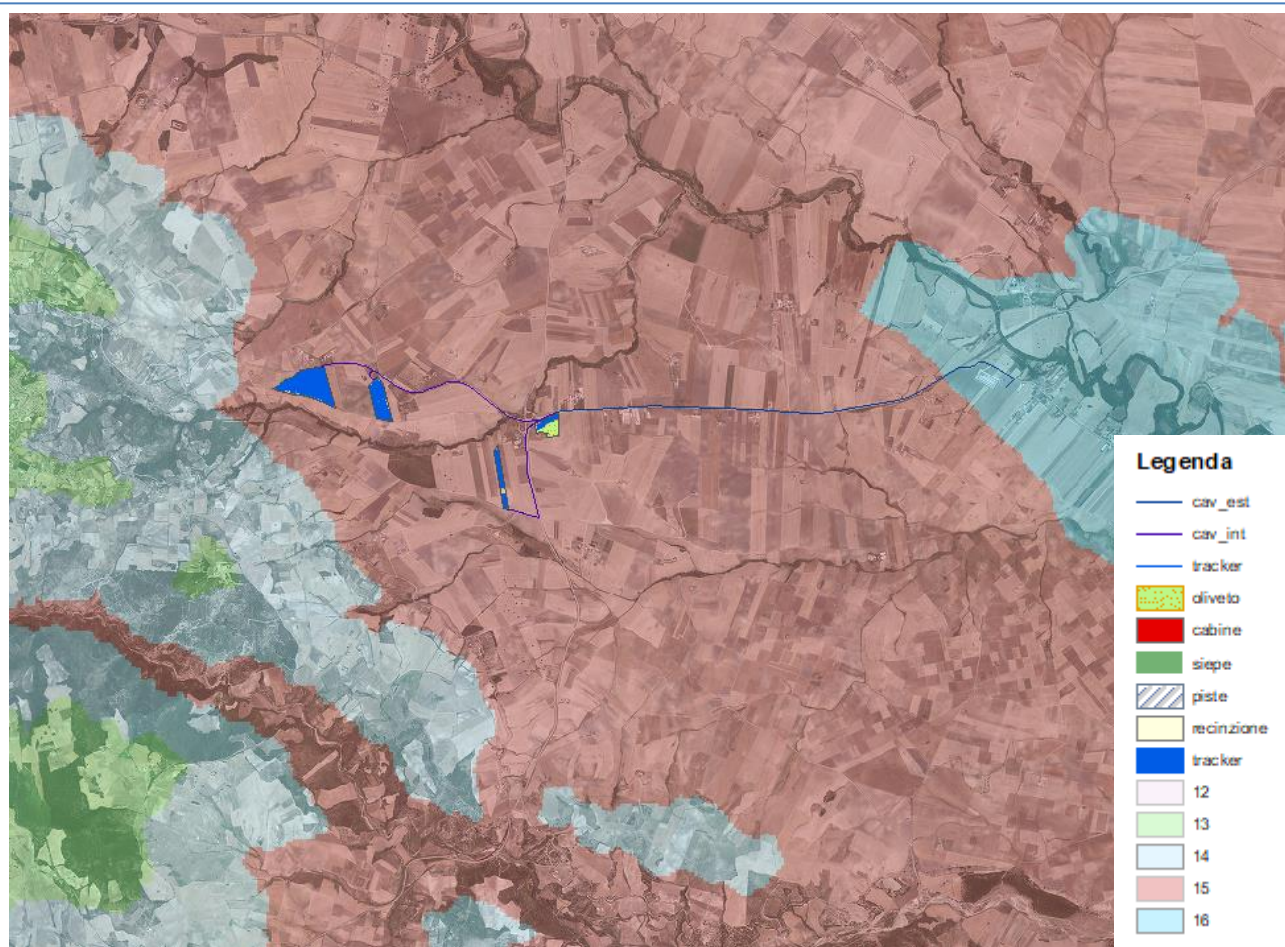 Legenda
cav_est
cav_int
tracker
oliveto
cabine
siepe
piste
recinzione
tracker
12
13
14
15
16